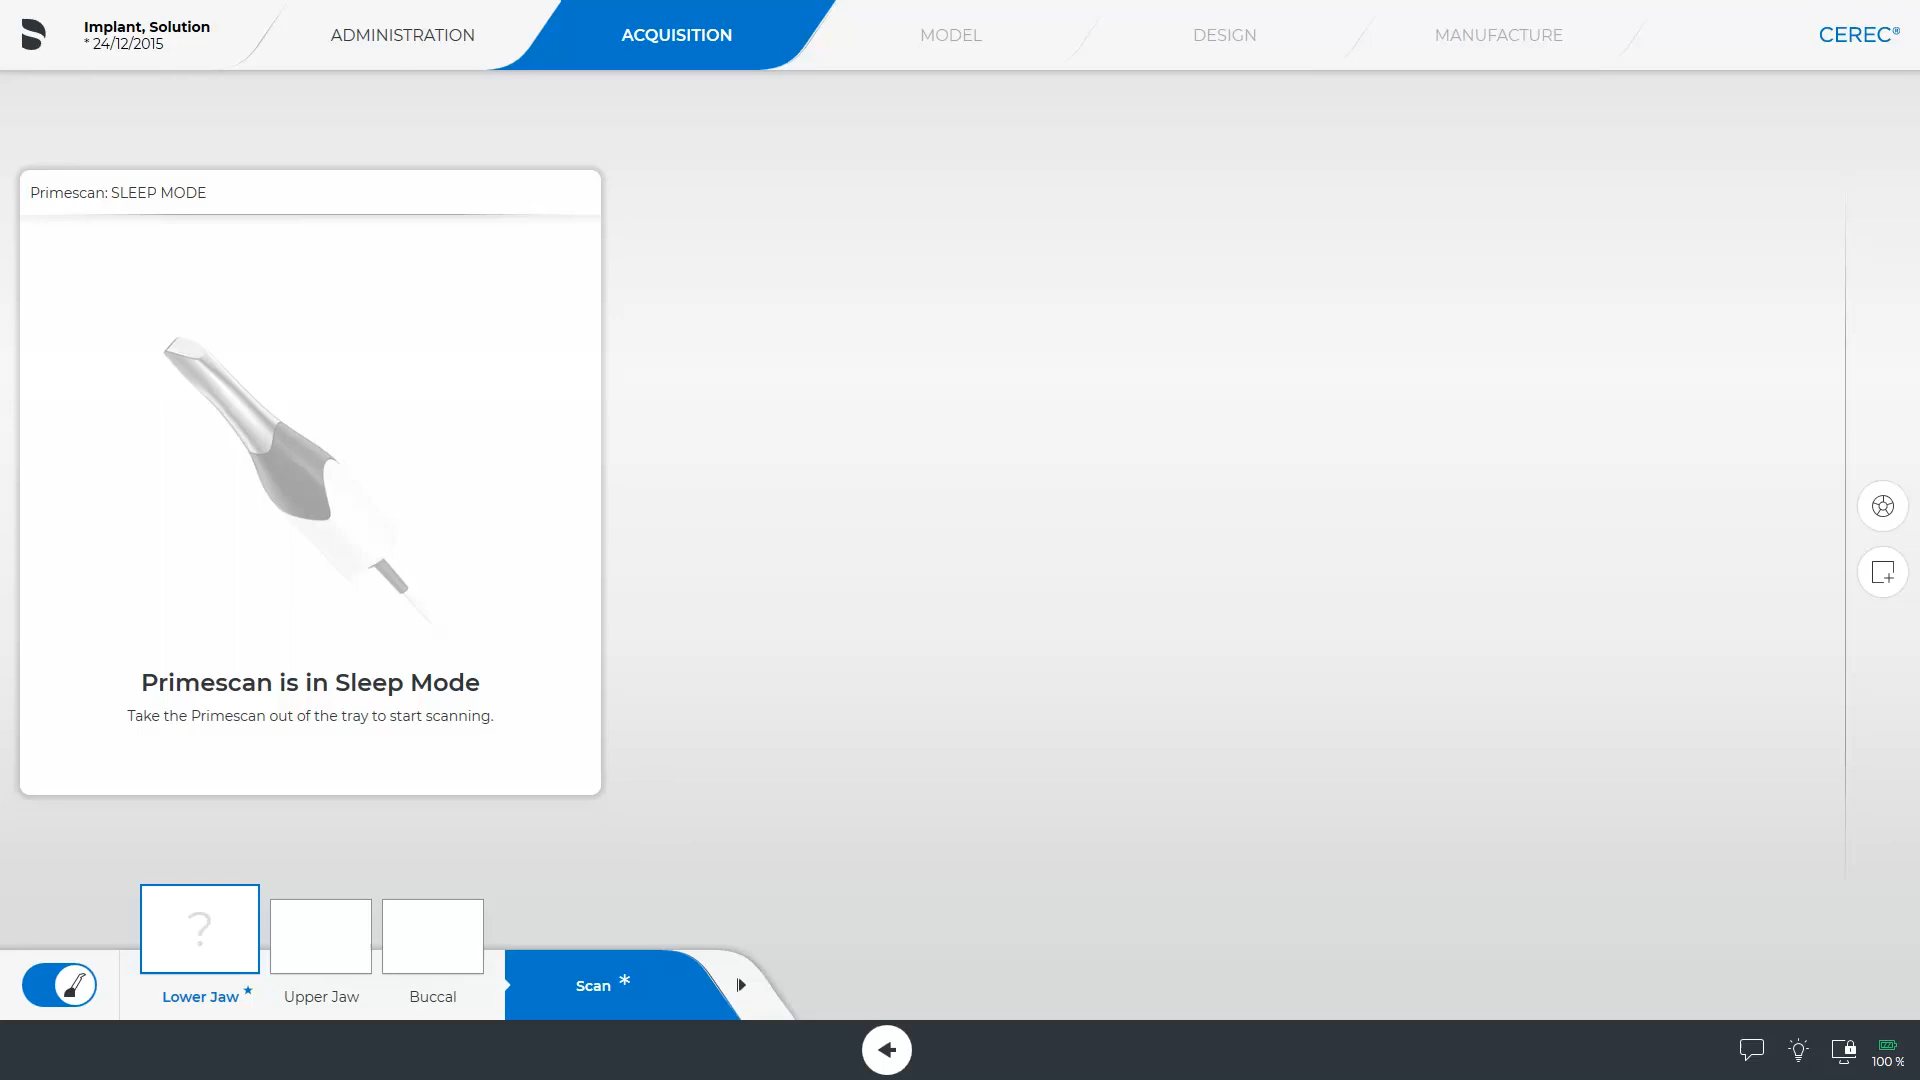 Implant, Solution
* 24/12/2015
ADMINISTRATION
ACQUISITION
MODEL
DESIGN
MANUFACTURE
CEREC®
Primescan: SLEEP MODE
Primescan is in Sleep Mode
Take the Primescan out of the tray to start scanning.
?
Lower Jaw *
Upper Jaw
Buccal
Scan *
100 %